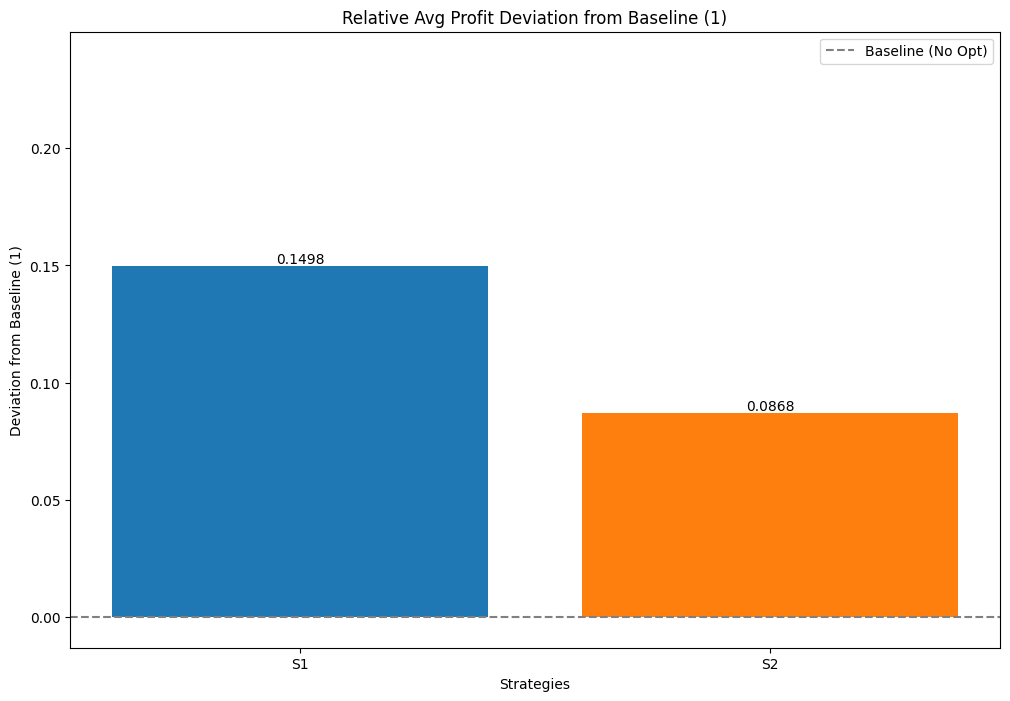 Relative Avg Profit Deviation from Baseline (1)
Baseline (No Opt)
Deviation from Baseline (1)
0.20
0.15
0.10
0.05
0.00
0.1498
0.0868
S1
S2
Strategies